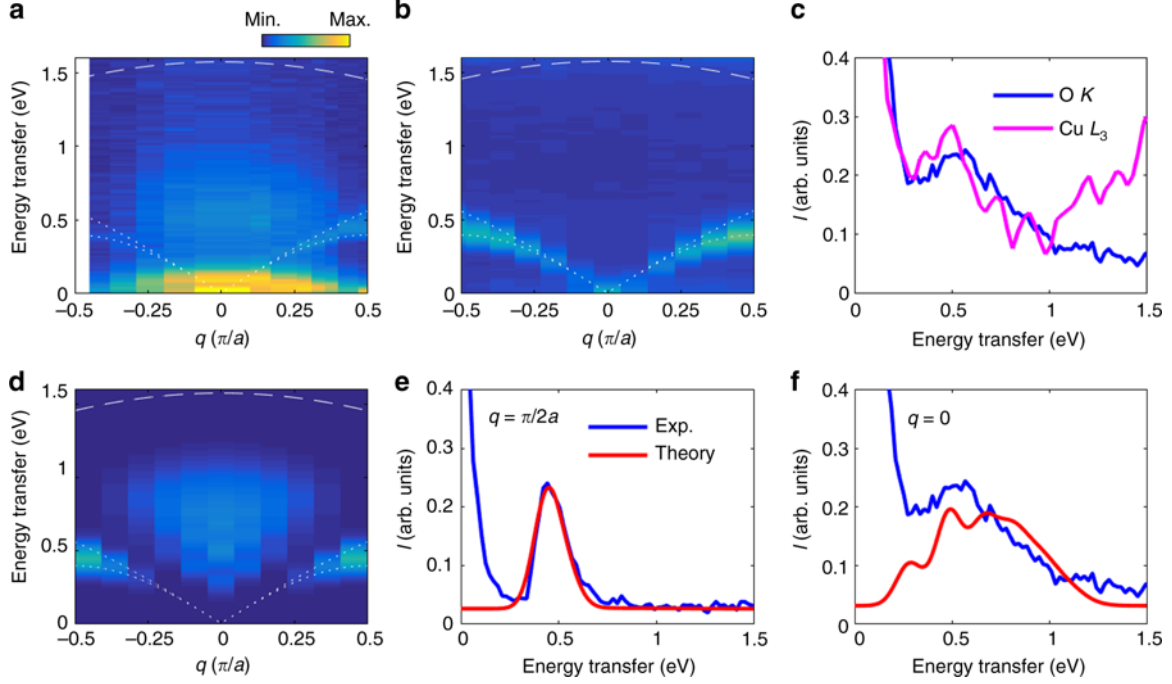 a
Min. Max.
b
c
Energy transfer (eV)
1.5
1
0.5
0
–0.5 –0.25 0 0.25 0.5
q (π/a)
Energy transfer (eV)
1.5
1
0.5
0
–0.5 –0.25 0 0.25 0.5
q (π/a)
I (arb. units)
0.4
0.3
0.2
0.1
0
O K
Cu L3
0 0.5 1 1.5
Energy transfer (eV)
d
e
f
Energy transfer (eV)
1.5
1
0.5
0
–0.5 –0.25 0 0.25 0.5
q (π/a)
I (arb. units)
0.4
0.3
0.2
0.1
0
q = π/2a
Exp.
Theory
0 0.5 1 1.5
Energy transfer (eV)
I (arb. units)
0.4
0.3
0.2
0.1
0
q = 0
0 0.5 1 1.5
Energy transfer (eV)